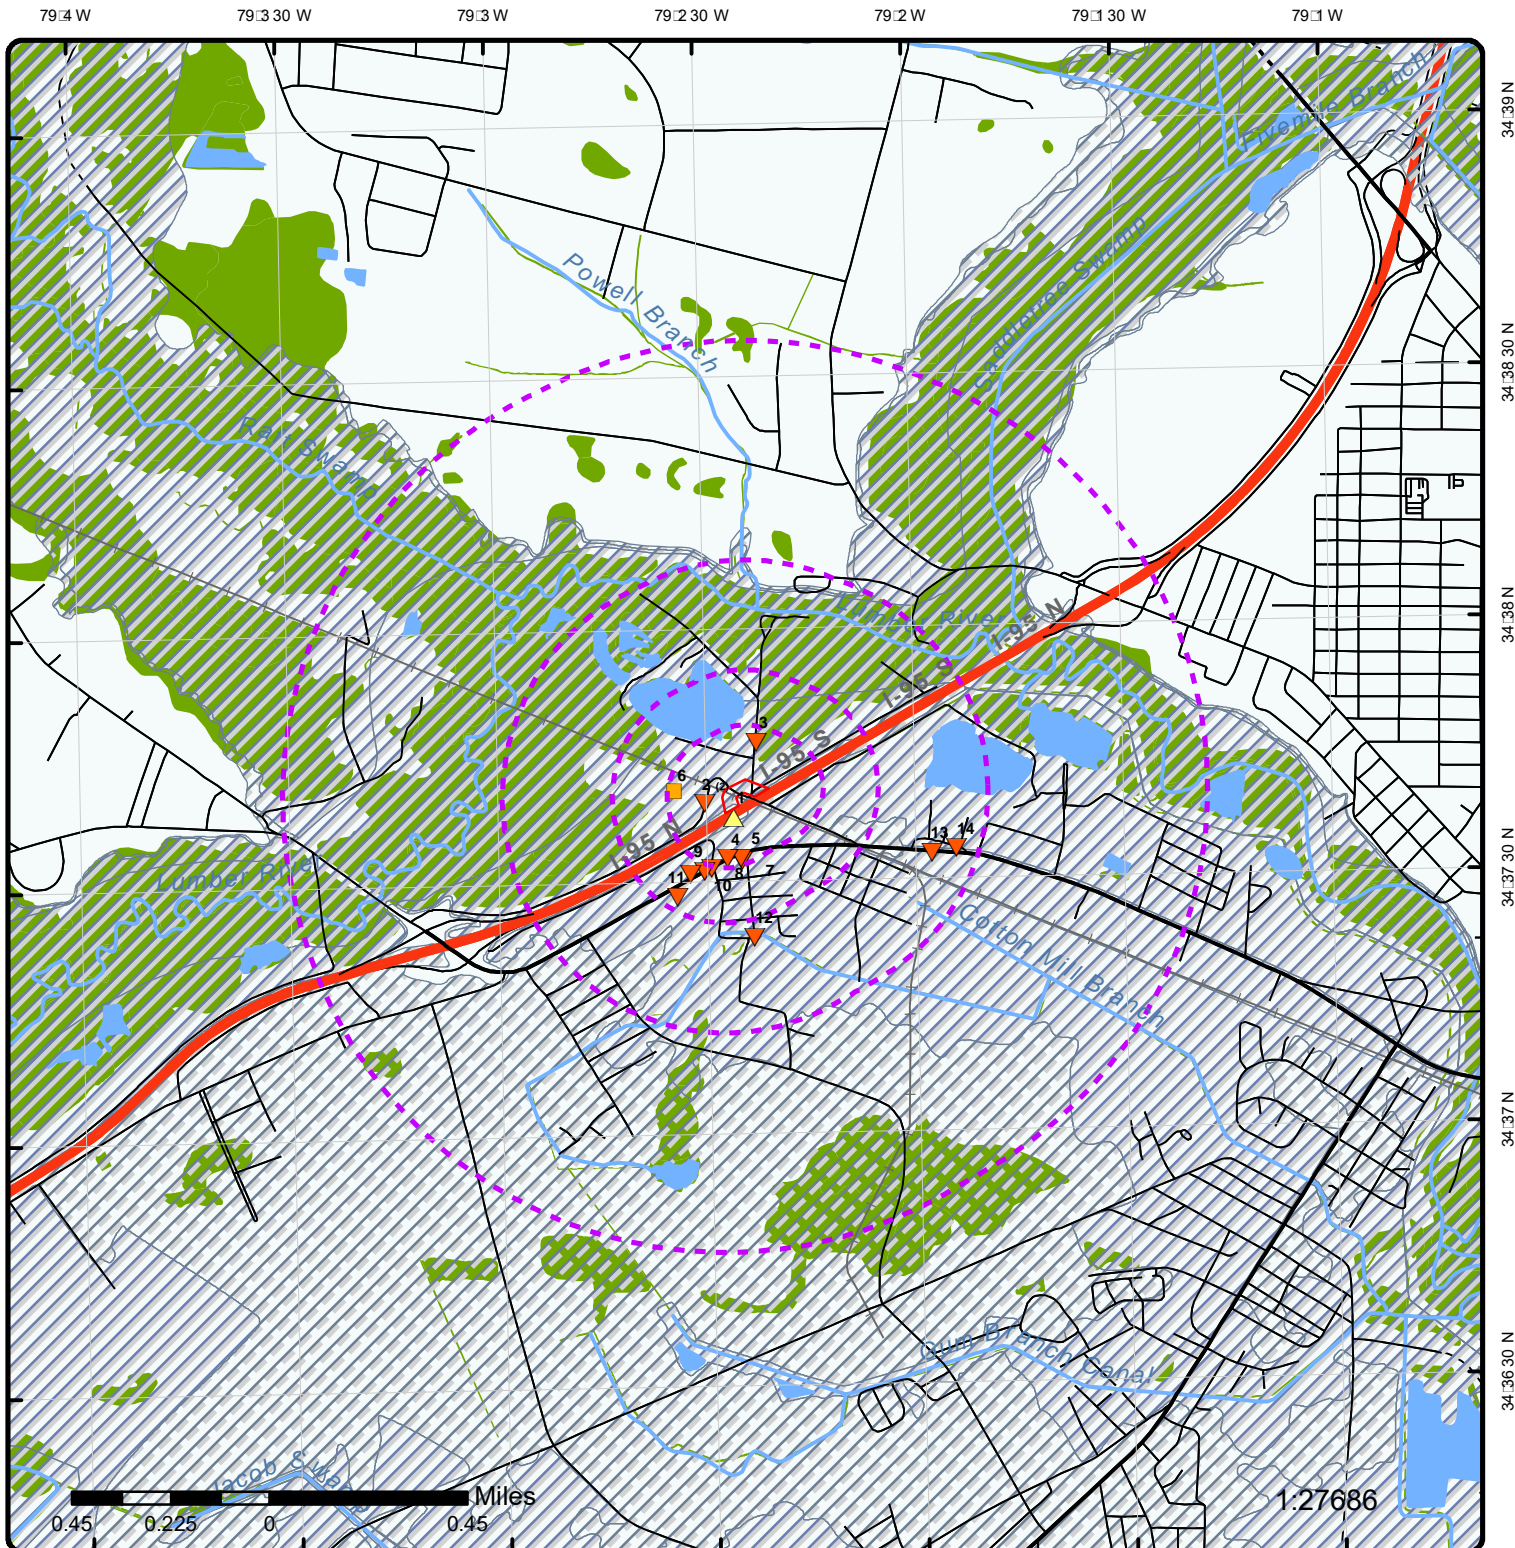 79 4 W
79 3 30 W
79 3 W
79 2 30 W
79 2 W
79 1 30 W
79 1 W
34 39 N
Fivemile Branch
Powell Branch
Saddletree Swamp
34 38 30 N
Raft Swamp
34 38 N
Lumber River
I-95 N
I-95 S
3
I-95 S
6
2
1
I-95 N
4
5
13
14
9
8
7
10
11
12
34 37 30 N
Lumber River
Cotton Mill Branch
34 37 N
Gum Branch Canal
34 36 30 N
Jacob Swamp
Miles
0.45
0.225
0
0.45
1:27686